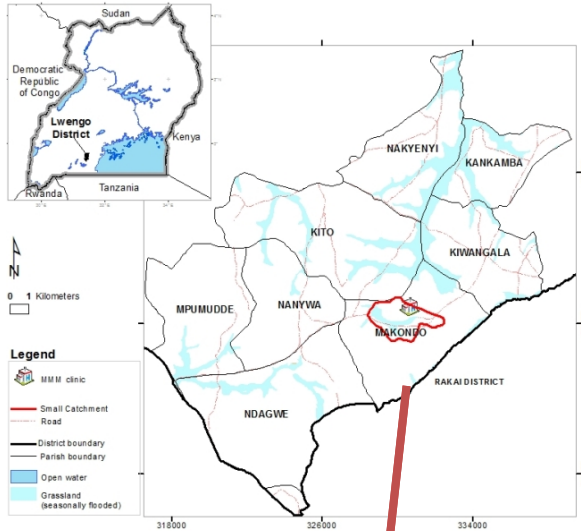 Sudan
Democratic
Republic
of Congo
Lwengo
District
Kenya
Rwanda
Tanzania
NAKYENYI
KANKAMBA
KITO
KIWANGALA
N
0 1 Kilometers
MPUMUDDE
NANYWA
MAKONDO
RAKAI DISTRICT
NDAGWE
Legend
MMM clinic
Small Catchment
Road
District boundary
Parish boundary
Open water
Grassland
(seasonally flooded)
318000
326000
334000